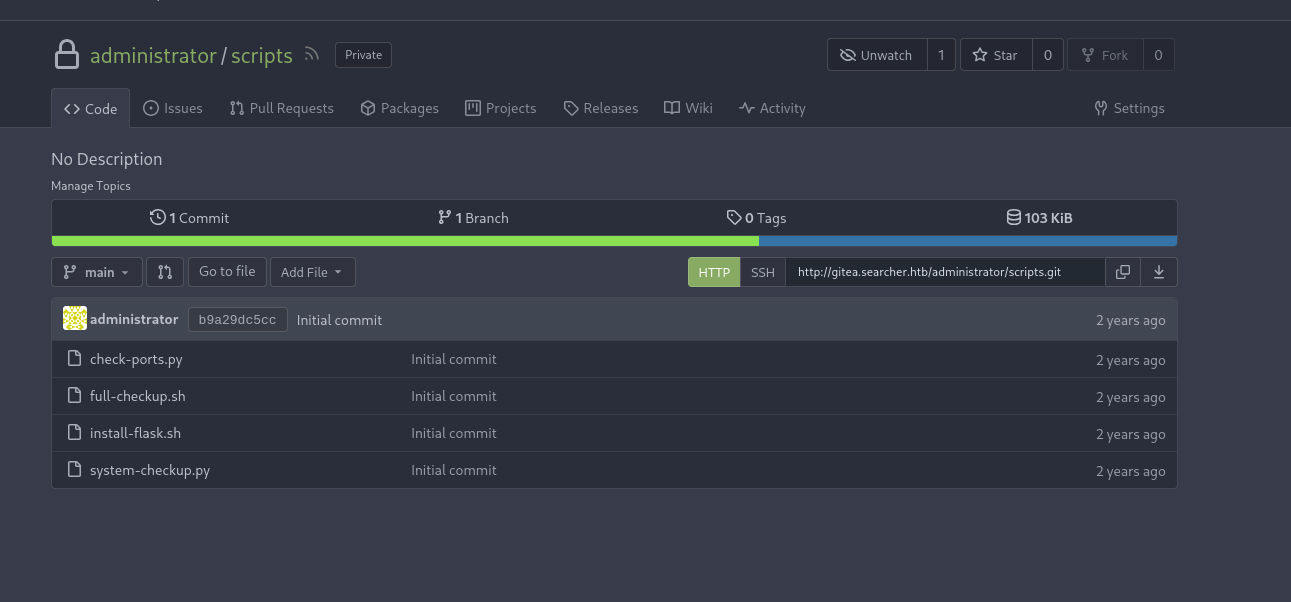 administrator/scripts Private Unwatch 1 Star 0 Fork 0
Code Issues Pull Requests Packages Projects Releases Wiki Activity Settings
No Description
Manage Topics
1 Commit 1 Branch 0 Tags 103 KiB
main Go to file Add File HTTP SSH http://gitea.searcher.htb/administrator/scripts.git
administrator b9a29dc5cc Initial commit 2 years ago
check-ports.py Initial commit 2 years ago
full-checkup.sh Initial commit 2 years ago
install-flask.sh Initial commit 2 years ago
system-checkup.py Initial commit 2 years ago